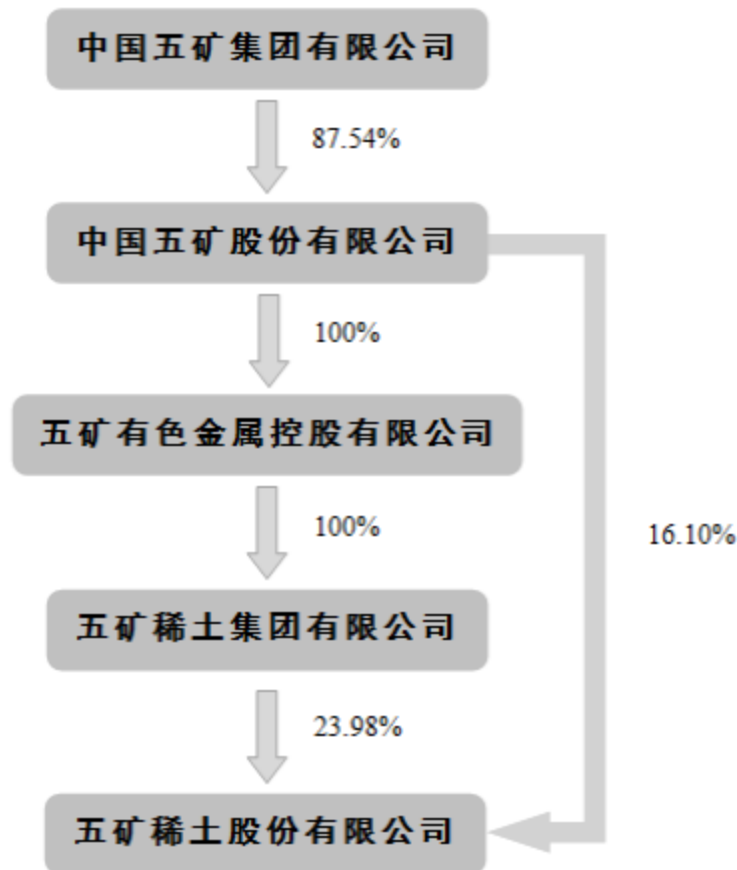 中国五矿集团有限公司
87.54%
中国五矿股份有限公司
100%
五矿有色金属控股有限公司
100%
16.10%
五矿稀土集团有限公司
23.98%
五矿稀土股份有限公司